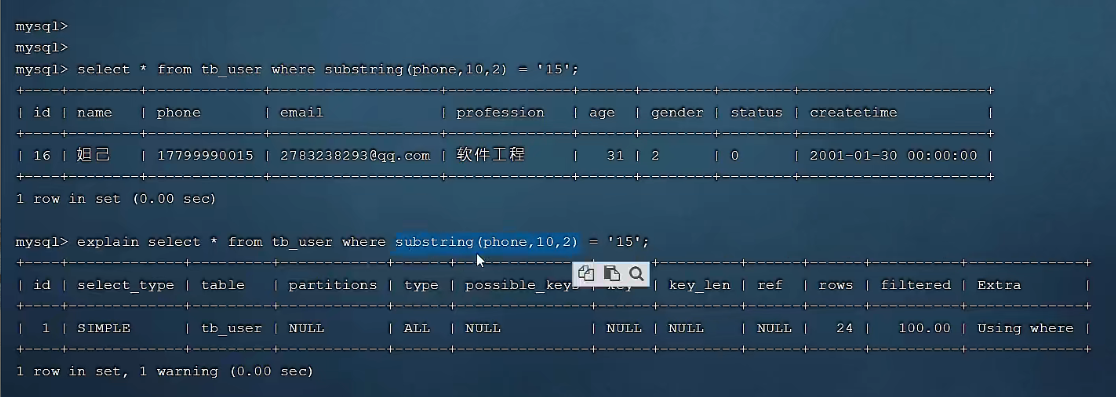 mysql>
mysql>
mysql> select * from tb_user where substring(phone,10,2) = '15';
+----+--------+-------------+----------------------+--------------+------+--------+--------+---------------------+
| id | name | phone | email | profession | age | gender | status | createtime |
+----+--------+-------------+----------------------+--------------+------+--------+--------+---------------------+
| 16 | 妲己 | 17799990015 | 2783238293@qq.com | 软件工程 | 31 | 2 | 0 | 2001-01-30 00:00:00 |
+----+--------+-------------+----------------------+--------------+------+--------+--------+---------------------+
1 row in set (0.00 sec)
mysql> explain select * from tb_user where substring(phone,10,2) = '15';
+----+-------------+---------+------------+------+---------------+------+---------+------+------+----------+-------------+
| id | select_type | table | partitions | type | possible_keys | key | key_len | ref | rows | filtered | Extra |
+----+-------------+---------+------------+------+---------------+------+---------+------+------+----------+-------------+
| 1 | SIMPLE | tb_user | NULL | ALL | NULL | NULL | NULL | NULL | 24 | 100.00 | Using where |
+----+-------------+---------+------------+------+---------------+------+---------+------+------+----------+-------------+
1 row in set, 1 warning (0.00 sec)